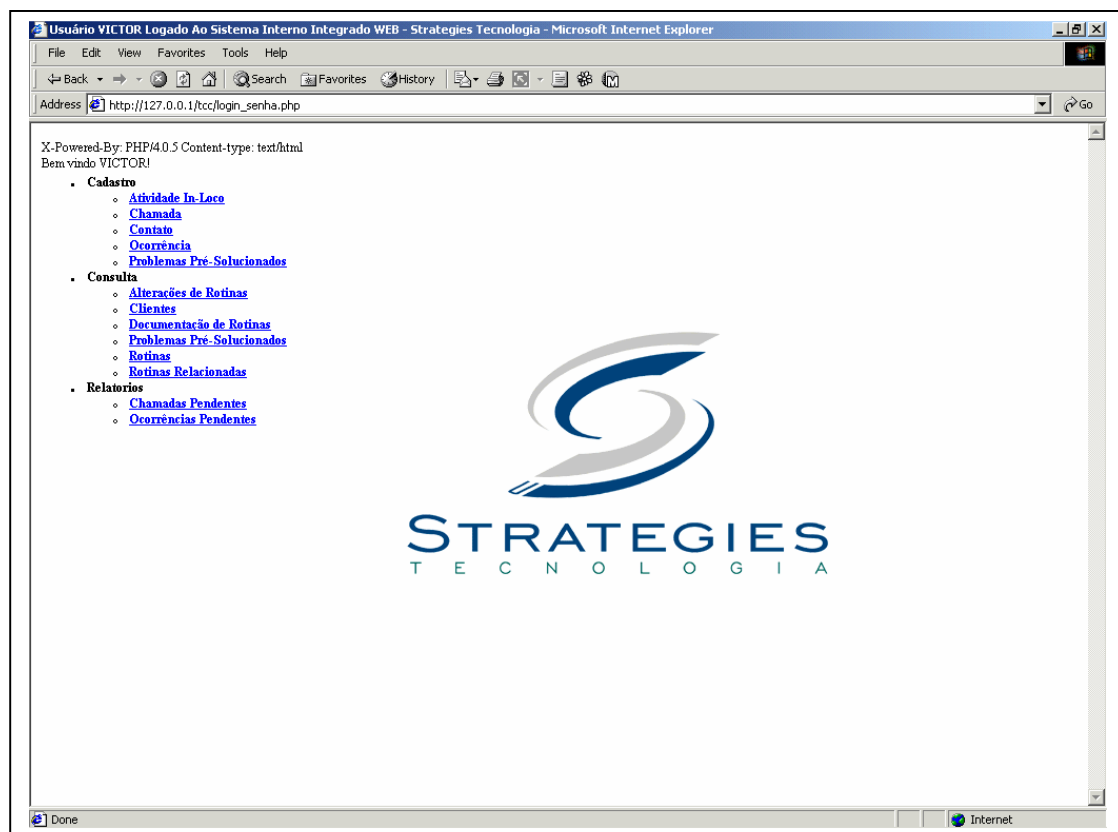 Usuário VICTOR Logado Ao Sistema Interno Integrado WEB - Strategies Tecnologia - Microsoft Internet Explorer
File Edit View Favorites Tools Help
Back Search Favorites History
Address http://127.0.0.1/tcc/login_senha.php Go
X-Powered-By: PHP/4.0.5 Content-type: text/html
Bem vindo VICTOR!
Cadastro
Atividade In-Loco
Chamada
Contato
Ocorrência
Problemas Pré-Solucionados
Consulta
Alterações de Rotinas
Clientes
Documentação de Rotinas
Problemas Pré-Solucionados
Rotinas
Rotinas Relacionadas
Relatorios
Chamadas Pendentes
Ocorrências Pendentes
STRATEGIES
TECNOLOGIA
Done Internet